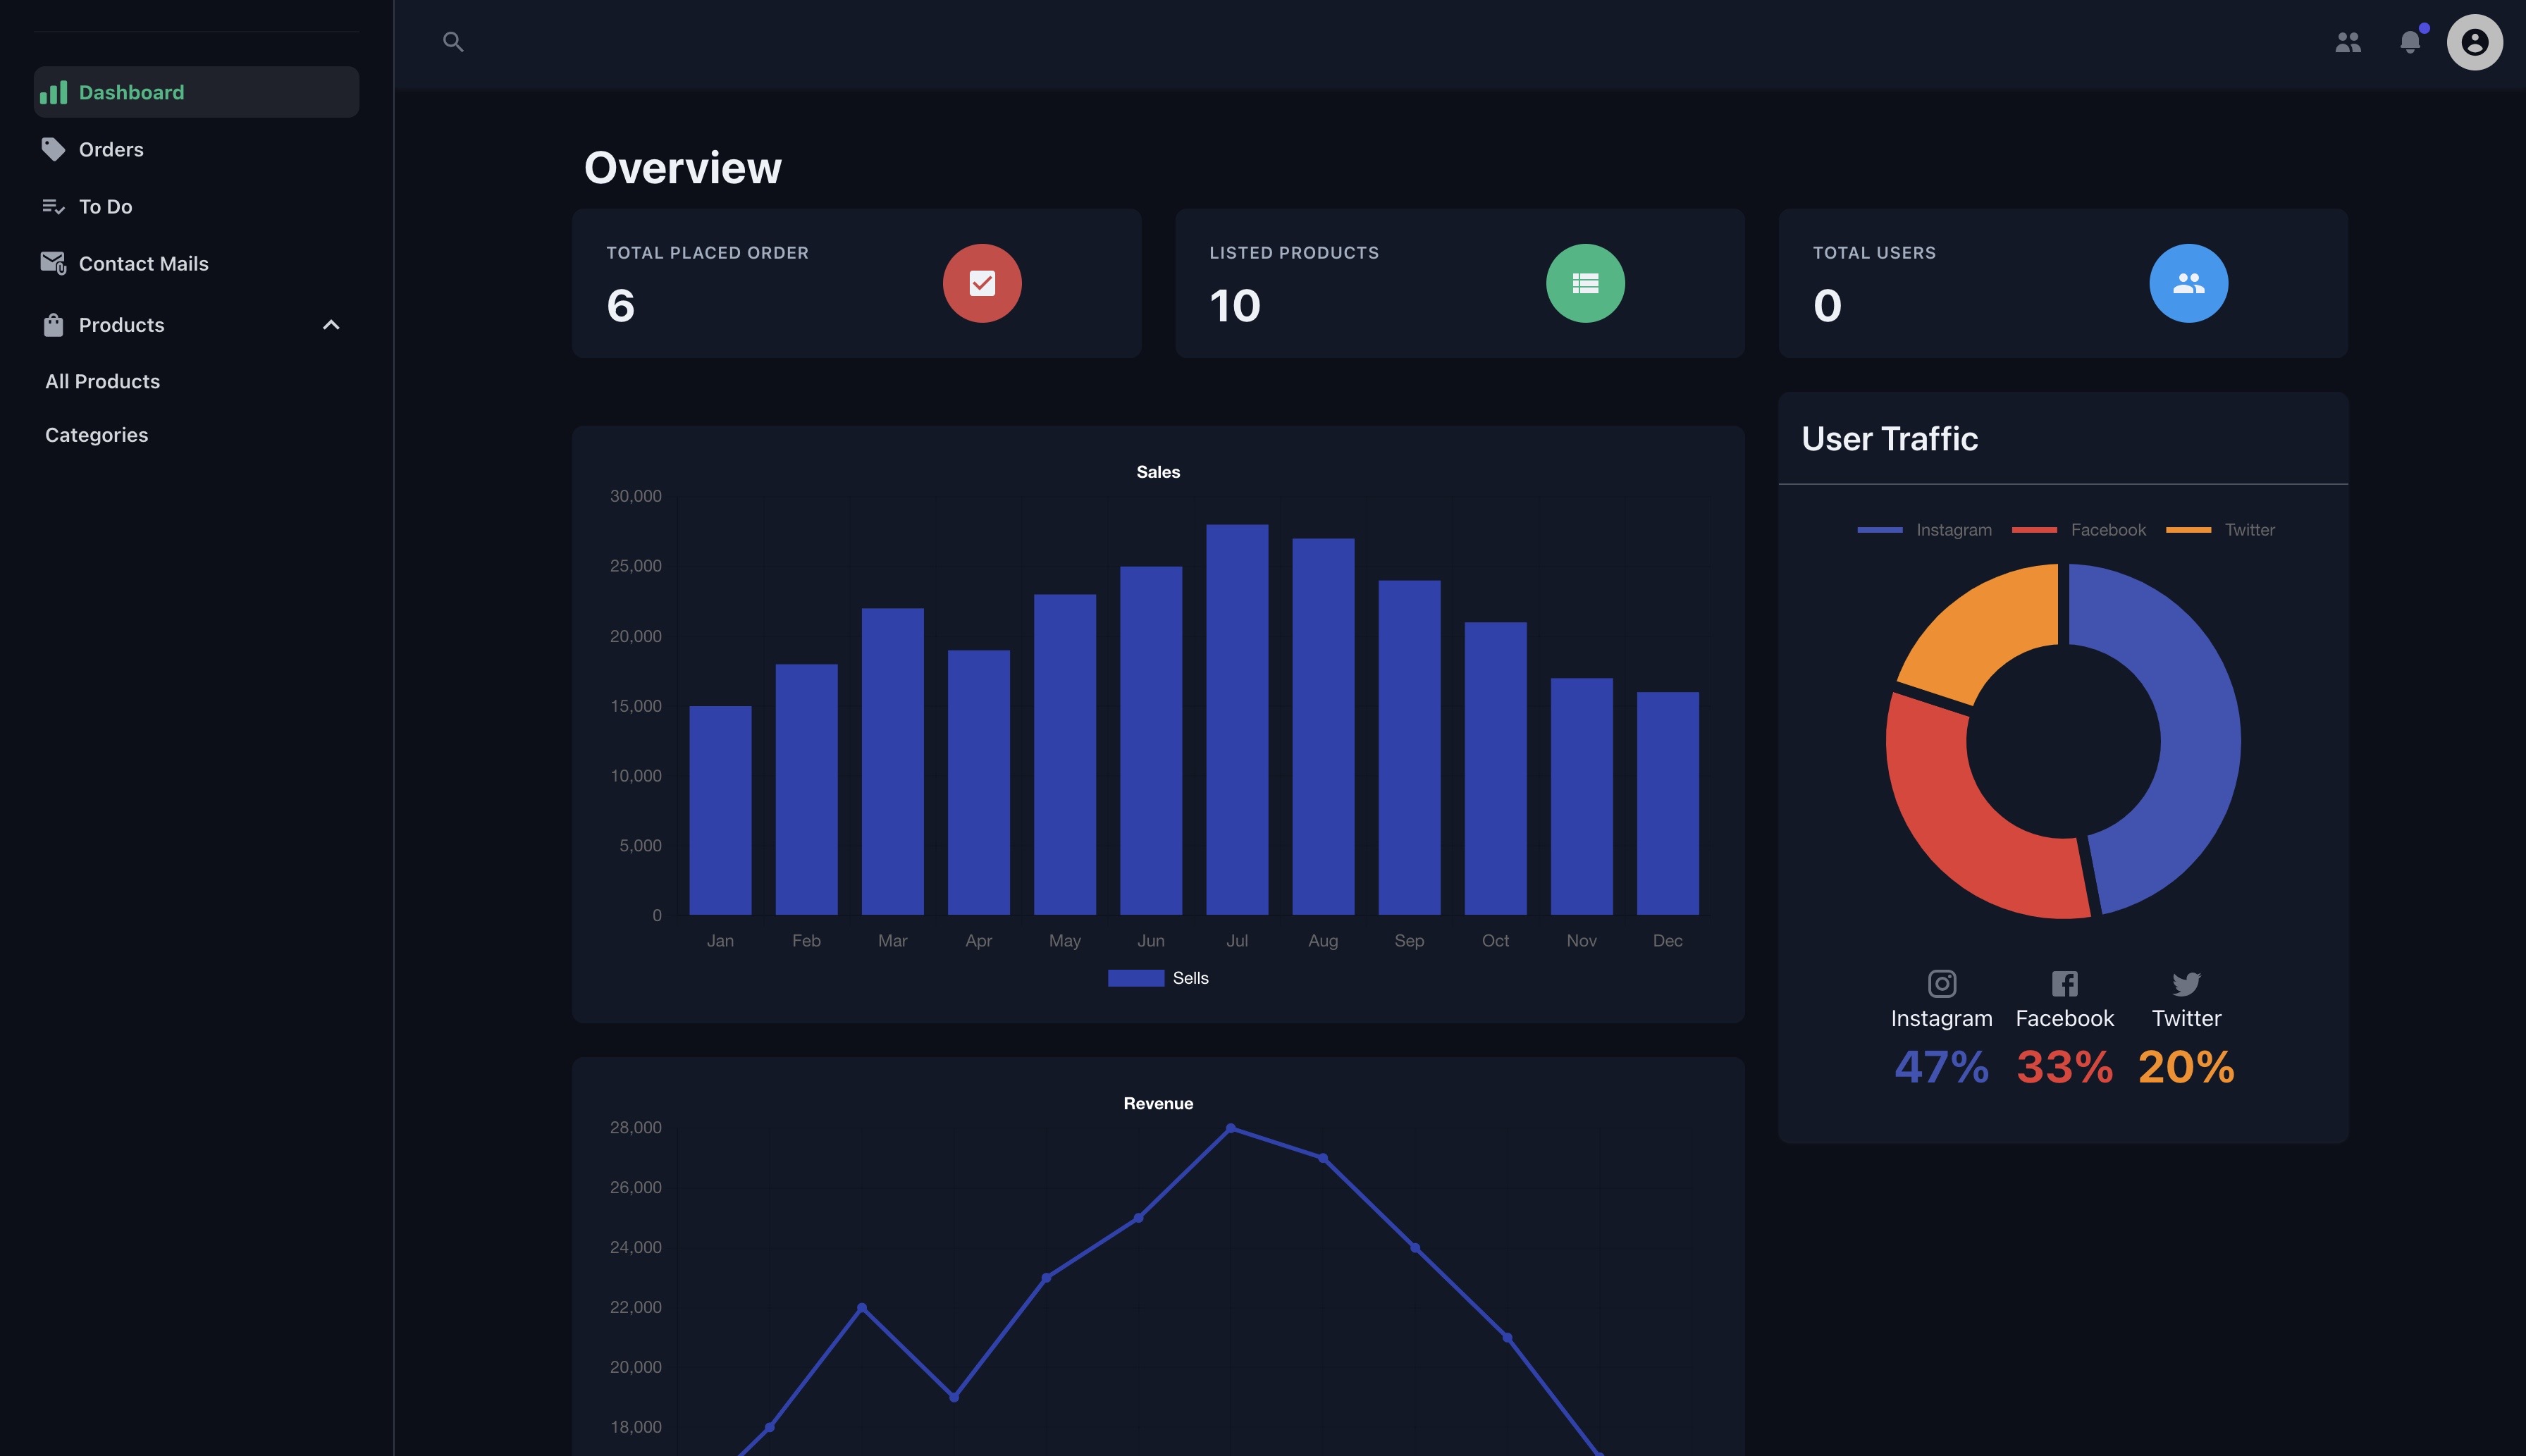 Dashboard
Orders
To Do
Contact Mails
Products
All Products
Categories
Overview
TOTAL PLACED ORDER
6
LISTED PRODUCTS
10
TOTAL USERS
0
Sales
30,000
25,000
20,000
15,000
10,000
5,000
0
Jan Feb Mar Apr May Jun Jul Aug Sep Oct Nov Dec
Sells
User Traffic
Instagram Facebook Twitter
Instagram Facebook Twitter
47% 33% 20%
Revenue
28,000
26,000
24,000
22,000
20,000
18,000